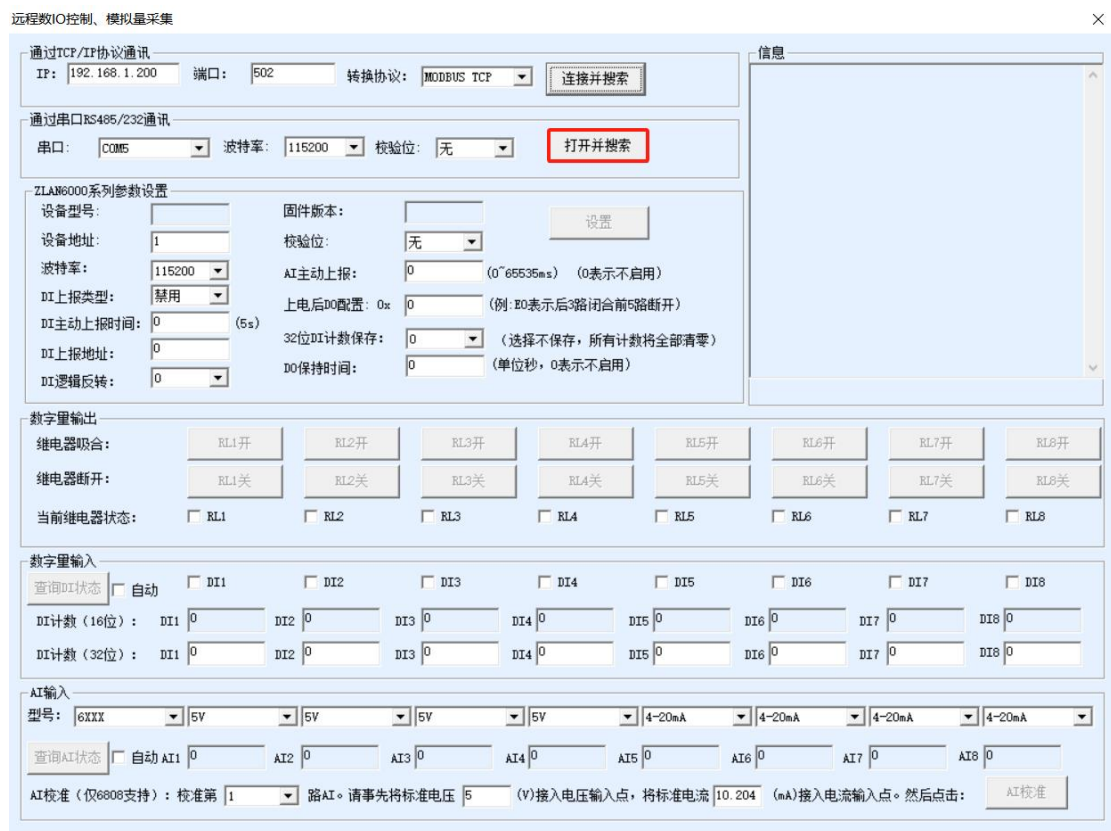 远程数IO控制、模拟量采集
通过TCP/IP协议通讯
IP: 192.168.1.200 端口: 502 转换协议: MODBUS TCP 连接并搜索
信息
通过串口RS485/232通讯
串口: COM5 波特率: 115200 校验位: 无 打开并搜索
ZLAN6000系列参数设置
设备型号: 固件版本: 设置
设备地址: 1 校验位: 无
波特率: 115200 AI主动上报: 0 (0~65535ms) (0表示不启用)
DI上报类型: 禁用 上电后DO配置: 0x 0 (例:E0表示后3路闭合前5路断开)
DI主动上报时间: 0 (5s) 32位DI计数保存: 0 (选择不保存，所有计数将全部清零)
DI上报地址: 0 DO保持时间: 0 (单位秒，0表示不启用)
DI逻辑反转: 0
数字量输出
继电器吸合: RL1开 RL2开 RL3开 RL4开 RL5开 RL6开 RL7开 RL8开
继电器断开: RL1关 RL2关 RL3关 RL4关 RL5关 RL6关 RL7关 RL8关
当前继电器状态: RL1 RL2 RL3 RL4 RL5 RL6 RL7 RL8
数字量输入
查询DI状态 自动 DI1 DI2 DI3 DI4 DI5 DI6 DI7 DI8
DI计数（16位）: DI1 0 DI2 0 DI3 0 DI4 0 DI5 0 DI6 0 DI7 0 DI8 0
DI计数（32位）: DI1 0 DI2 0 DI3 0 DI4 0 DI5 0 DI6 0 DI7 0 DI8 0
AI输入
型号: 6XXX 5V 5V 5V 5V 4-20mA 4-20mA 4-20mA 4-20mA
查询AI状态 自动 AI1 0 AI2 0 AI3 0 AI4 0 AI5 0 AI6 0 AI7 0 AI8 0
AI校准（仅6808支持）: 校准第 1 路AI。请事先将标准电压 5 (V)接入电压输入点，将标准电流 10.204 (mA)接入电流输入点。然后点击: AI校准